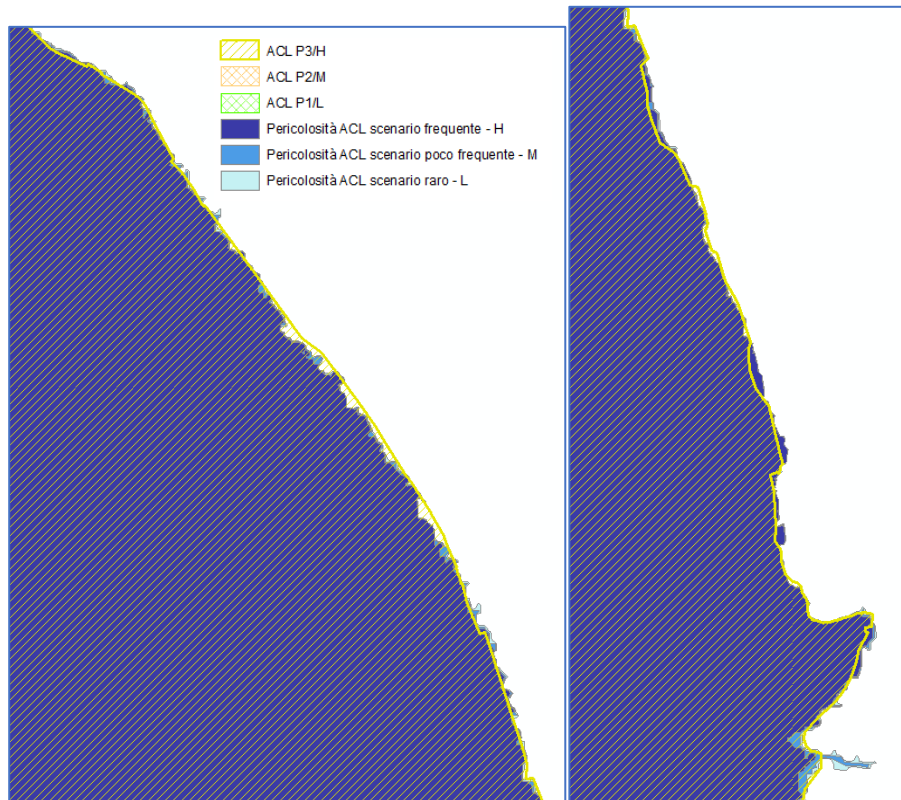 ACL P3/H
ACL P2/M
ACL P1/L
Pericolosità ACL scenario frequente - H
Pericolosità ACL scenario poco frequente - M
Pericolosità ACL scenario raro - L